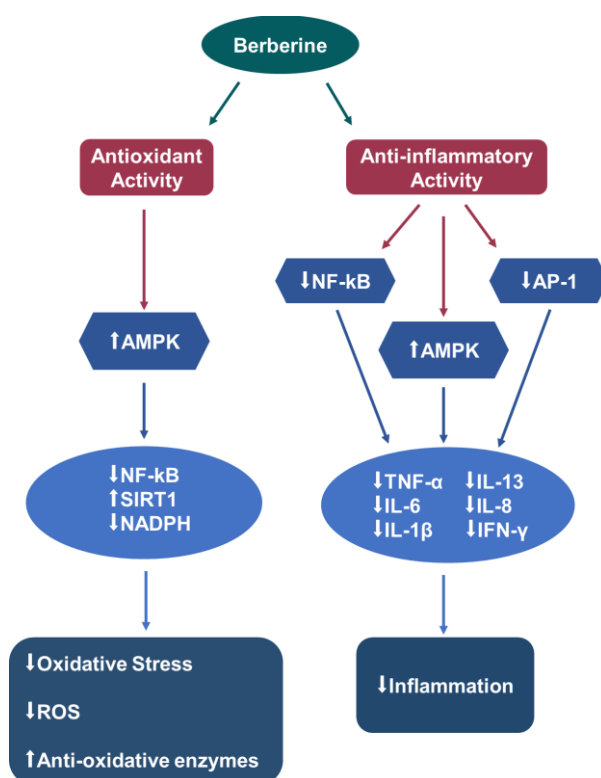 Berberine
Antioxidant
Activity
Anti-inflammatory
Activity
↓NF-kB
↓AP-1
↑AMPK
↑AMPK
↓NF-kB
↑SIRT1
↓NADPH
↓TNF-α ↓IL-13
↓IL-6 ↓IL-8
↓IL-1β ↓IFN-γ
↓Oxidative Stress
↓ROS
↑Anti-oxidative enzymes
↓Inflammation